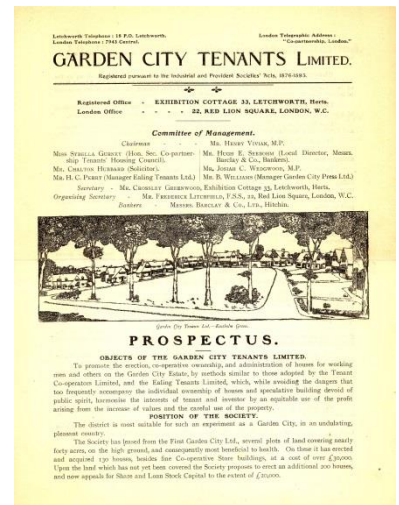 Letchworth Telephone: 18 P.O. Letchworth.
London Telephone: 7943 Central.
London Telegraphic Address:
"Co-partnership, London."
GARDEN CITY TENANTS LIMITED.
Registered pursuant to the Industrial and Provident Societies' Acts, 1876-1893.
Registered Office - EXHIBITION COTTAGE 33, LETCHWORTH, Herts.
London Office - - - - 22, RED LION SQUARE, LONDON, W.C.
Committee of Management.
Chairman - - MR. HENRY VIVIAN, M.P.
MISS SYBELLA GURNEY (Hon. Sec. Co-partnership Tenants' Housing Council).
MR. CHALTON HUBBARD (Solicitor).
MR. H. C. PERRY (Manager Ealing Tenants Ltd.)
MR. HUGH E. SEEBOHM (Local Director, Messrs. Barclay & Co., Bankers).
MR. JOSIAH C. WEDGWOOD, M.P.
MR. B. WILLIAMS (Manager Garden City Press Ltd.)
Secretary - MR. CROSSLEY GREENWOOD, Exhibition Cottage 33, Letchworth, Herts.
Organising Secretary - MR. FREDERICK LITCHFIELD, F.S.S., 22, Red Lion Square, London, W.C.
Bankers - MESSRS. BARCLAY & CO., LTD., Hitchin.
Garden City Tenants Ltd.—Eastholm Green.
PROSPECTUS.
OBJECTS OF THE GARDEN CITY TENANTS LIMITED.
To promote the erection, co-operative ownership, and administration of houses for working
men and others on the Garden City Estate, by methods similar to those adopted by the Tenant
Co-operators Limited, and the Ealing Tenants Limited, which, while avoiding the dangers that
too frequently accompany the individual ownership of houses and speculative building devoid of
public spirit, harmonise the interests of tenant and investor by an equitable use of the profit
arising from the increase of values and the careful use of the property.
POSITION OF THE SOCIETY.
The district is most suitable for such an experiment as a Garden City, in an undulating,
pleasant country.
The Society has leased from the First Garden City Ltd., several plots of land covering nearly
forty acres, on the high ground, and consequently most beneficial to health. On these it has erected
and acquired 130 houses, besides fine Co-operative Store buildings, at a cost of over £30,000.
Upon the land which has not yet been covered the Society proposes to erect an additional 200 houses,
and now appeals for Share and Loan Stock Capital to the extent of £20,000.